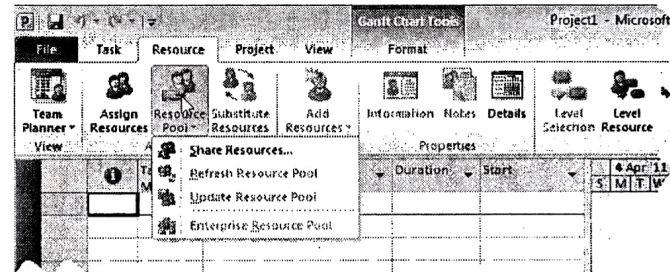 P
Gantt Chart Tools
Project1 - Microsoft
File Task Resource Project View Format
Team Planner
Assign Resources
Resource Pool
Substitute Resources
Add Resources
Information
Notes
Details
Level Selection
Level Resource
View
A
Properties
Share Resources...
Refresh Resource Pool
Update Resource Pool
Enterprise Resource Pool
Ta
M
Duration
Start
4 Apr '11
S M T W